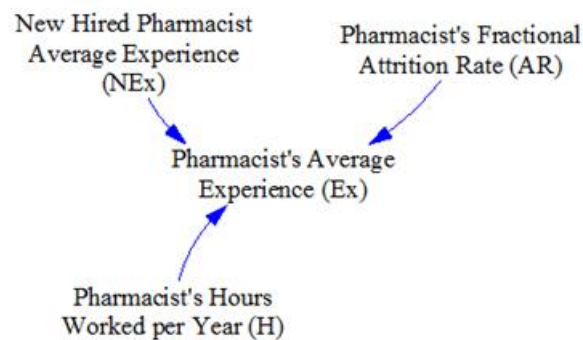 New Hired Pharmacist
Average Experience
(NEx)
Pharmacist's Fractional
Attrition Rate (AR)
Pharmacist's Average
Experience (Ex)
Pharmacist's Hours
Worked per Year (H)